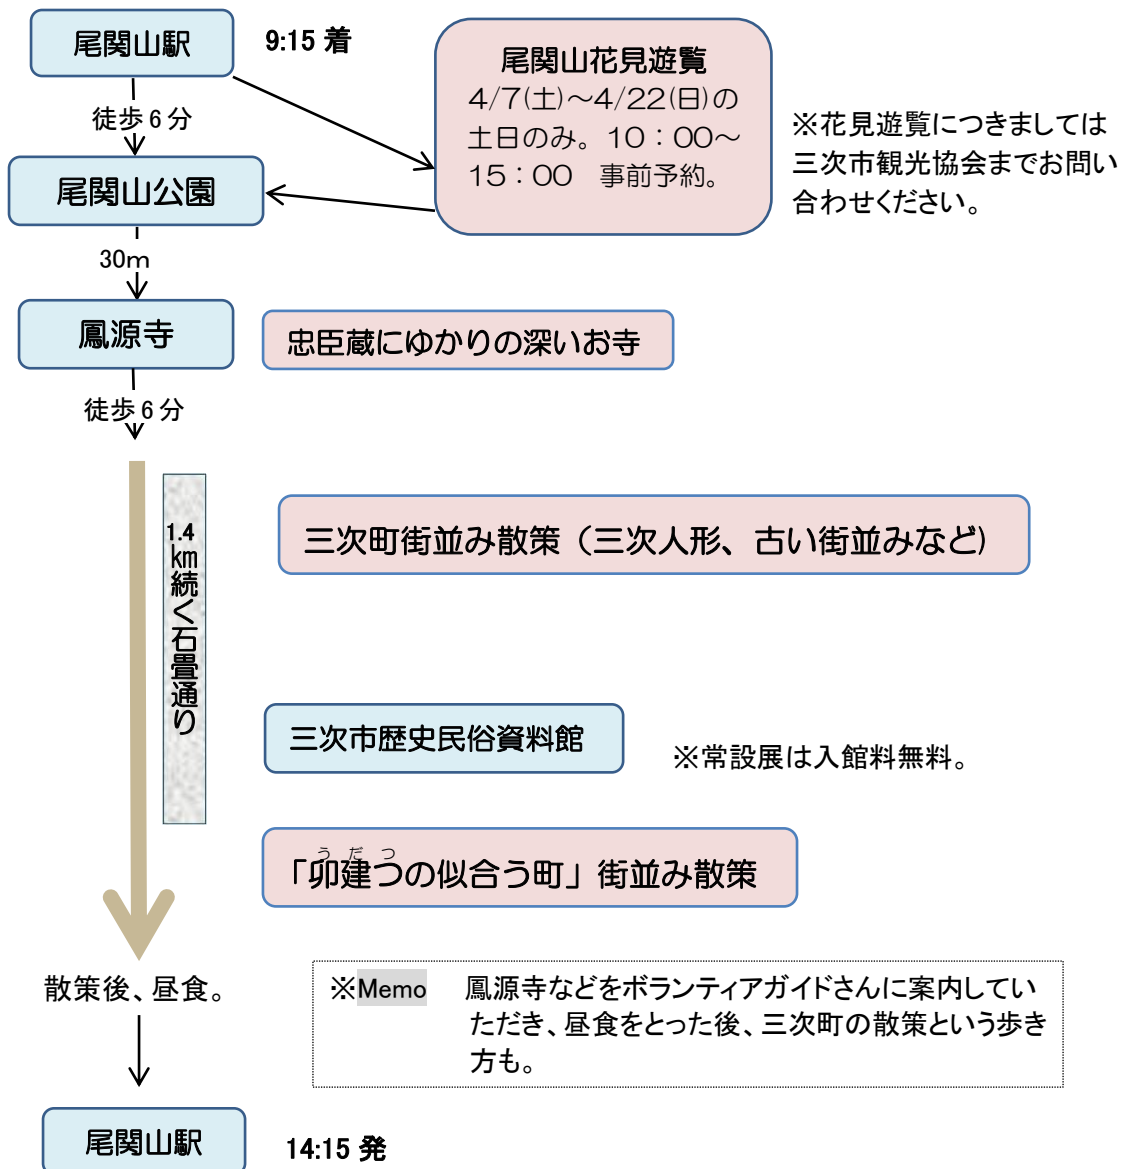 尾関山駅
9:15 着
尾関山花見遊覧
4/7(土)～4/22(日)の
土日のみ。10：00～
15：00　事前予約。
※花見遊覧につきましては
三次市観光協会までお問い
合わせください。
徒歩 6 分
尾関山公園
30m
鳳源寺
忠臣蔵にゆかりの深いお寺
徒歩 6 分
1.4㎞続く石畳通り
三次町街並み散策（三次人形、古い街並みなど)
三次市歴史民俗資料館
※常設展は入館料無料。
うだつ
「卯建つの似合う町」街並み散策
散策後、昼食。
※Memo　鳳源寺などをボランティアガイドさんに案内してい
ただき、昼食をとった後、三次町の散策という歩き
方も。
尾関山駅
14:15 発